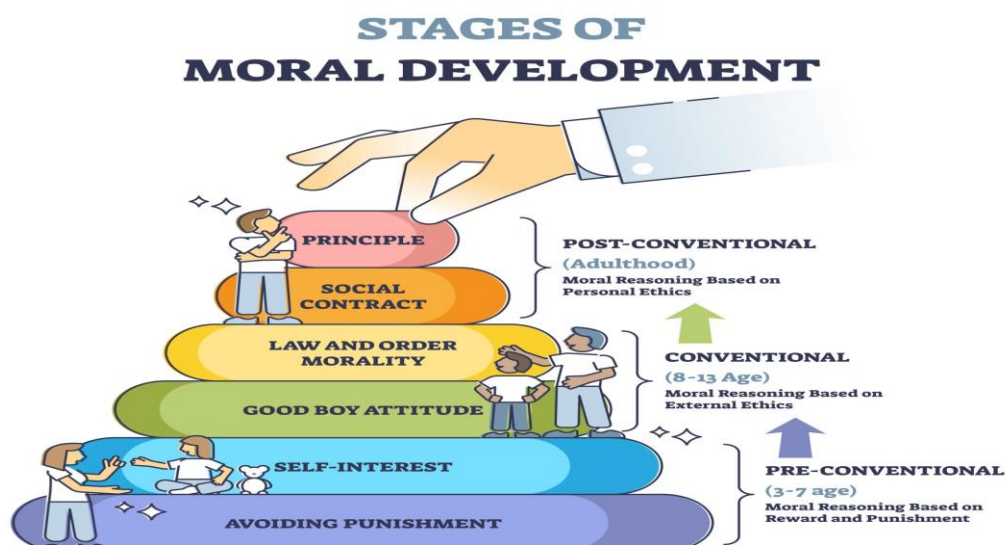 STAGES OF
MORAL DEVELOPMENT
PRINCIPLE
SOCIAL
CONTRACT
POST-CONVENTIONAL
(Adulthood)
Moral Reasoning Based on
Personal Ethics
LAW AND ORDER
MORALITY
GOOD BOY ATTITUDE
CONVENTIONAL
(8-13 Age)
Moral Reasoning Based on
External Ethics
SELF-INTEREST
AVOIDING PUNISHMENT
PRE-CONVENTIONAL
(3-7 age)
Moral Reasoning Based on
Reward and Punishment